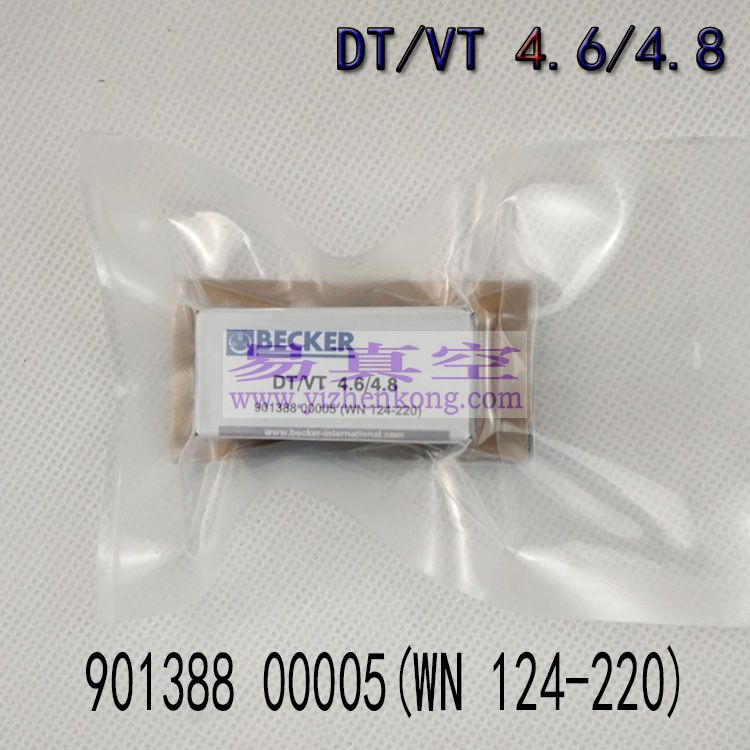 DT/VT 4.6/4.8
BECKER
易真空
DT/VT 4.6/4.8
www.yizhenkong.com
901388 00005 (WN 124-220)
www.becker-international.com
901388 00005(WN 124-220)